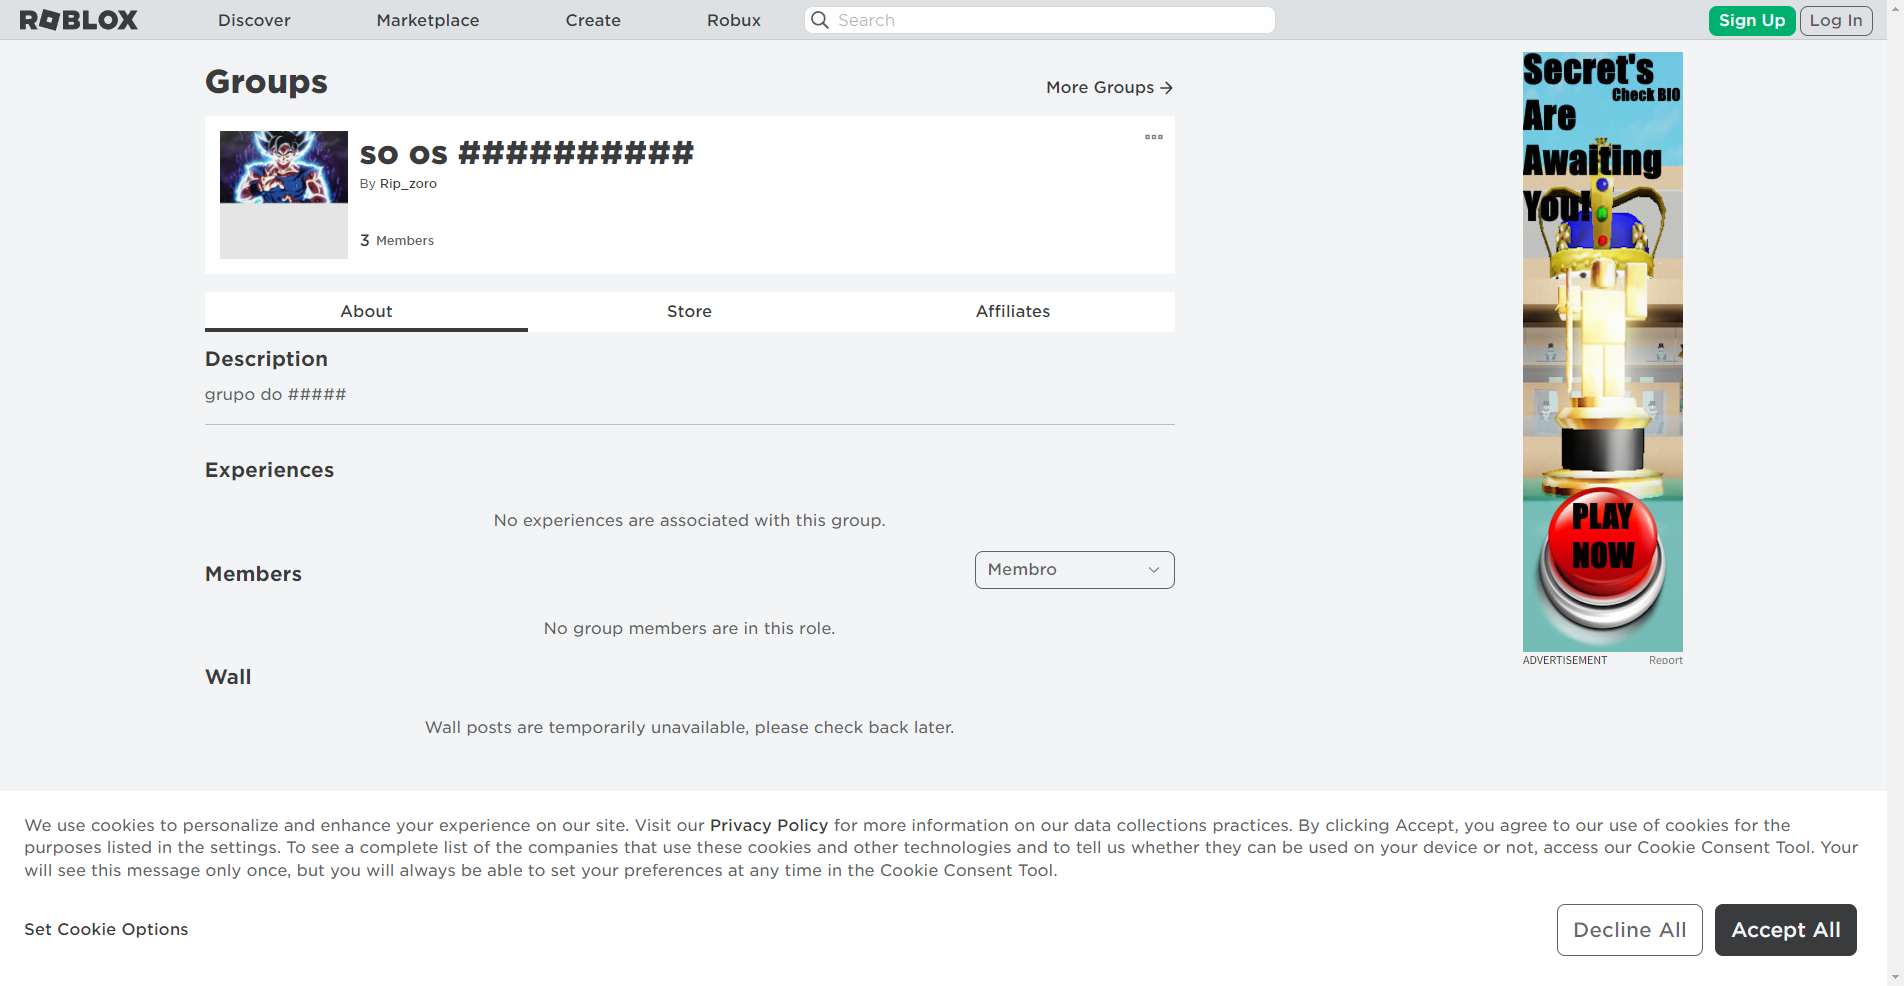 ROBLOX
Discover
Marketplace
Create
Robux
Search
Sign Up
Log In
Groups
More Groups →
so os ##########
By Rip_zoro
3 Members
About
Store
Affiliates
Description
grupo do #####
Experiences
No experiences are associated with this group.
Members
Membro
No group members are in this role.
Wall
Wall posts are temporarily unavailable, please check back later.
Secret's
Check BIO
Are
Awaiting
You!
PLAY
NOW
ADVERTISEMENT
Report
We use cookies to personalize and enhance your experience on our site. Visit our Privacy Policy for more information on our data collections practices. By clicking Accept, you agree to our use of cookies for the
purposes listed in the settings. To see a complete list of the companies that use these cookies and other technologies and to tell us whether they can be used on your device or not, access our Cookie Consent Tool. Your
will see this message only once, but you will always be able to set your preferences at any time in the Cookie Consent Tool.
Set Cookie Options
Decline All
Accept All